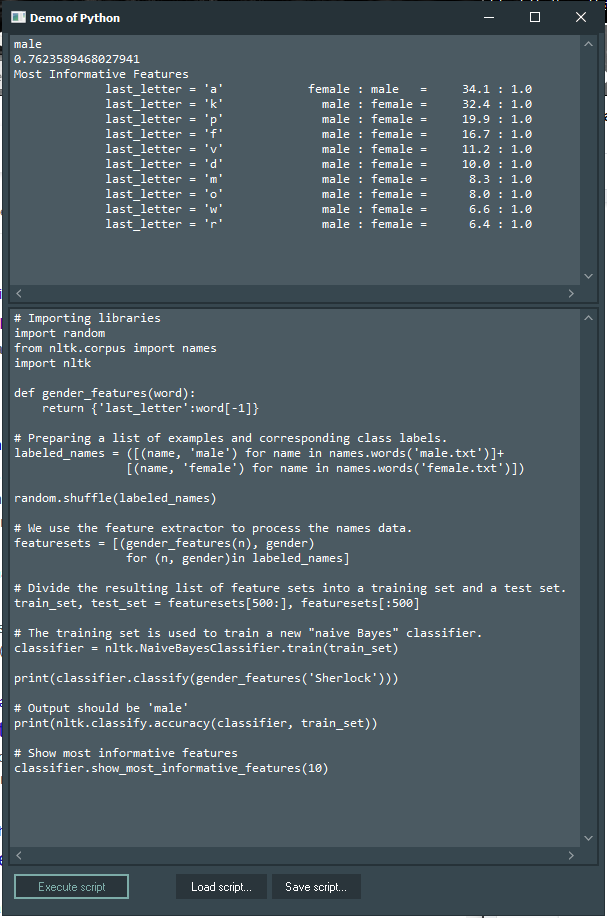 Demo of Python
male
0.7623589468027941
Most Informative Features
last_letter = 'a' female : male = 34.1 : 1.0
last_letter = 'k' male : female = 32.4 : 1.0
last_letter = 'p' male : female = 19.9 : 1.0
last_letter = 'f' male : female = 16.7 : 1.0
last_letter = 'v' male : female = 11.2 : 1.0
last_letter = 'd' male : female = 10.0 : 1.0
last_letter = 'm' male : female = 8.3 : 1.0
last_letter = 'o' male : female = 8.0 : 1.0
last_letter = 'w' male : female = 6.6 : 1.0
last_letter = 'r' male : female = 6.4 : 1.0
# Importing libraries
import random
from nltk.corpus import names
import nltk
def gender_features(word):
    return {'last_letter':word[-1]}
# Preparing a list of examples and corresponding class labels.
labeled_names = ([(name, 'male') for name in names.words('male.txt')]+
               [(name, 'female') for name in names.words('female.txt')])
random.shuffle(labeled_names)
# We use the feature extractor to process the names data.
featuresets = [(gender_features(n), gender)
               for (n, gender)in labeled_names]
# Divide the resulting list of feature sets into a training set and a test set.
train_set, test_set = featuresets[500:], featuresets[:500]
# The training set is used to train a new "naive Bayes" classifier.
classifier = nltk.NaiveBayesClassifier.train(train_set)
print(classifier.classify(gender_features('Sherlock')))
# Output should be 'male'
print(nltk.classify.accuracy(classifier, train_set))
# Show most informative features
classifier.show_most_informative_features(10)
Execute script Load script... Save script...